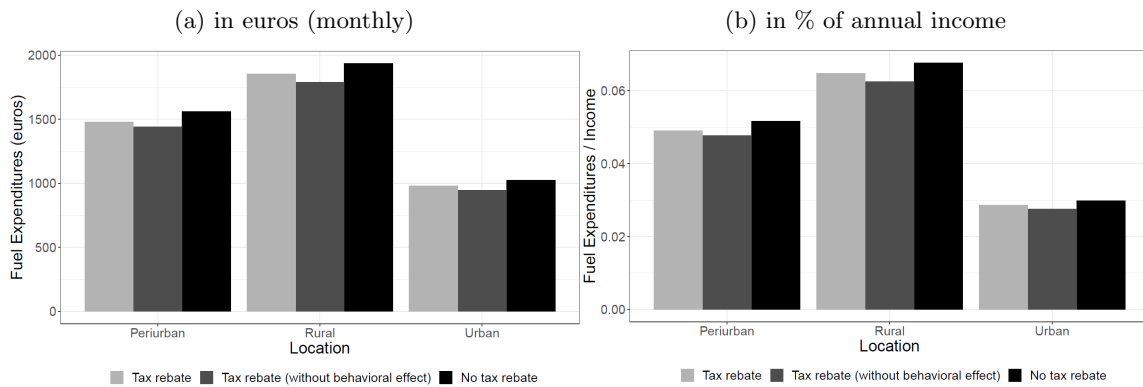 (a) in euros (monthly)
Fuel Expenditures (euros)
2000
1500
1000
500
0
Periurban Rural Urban
Location
Tax rebate Tax rebate (without behavioral effect) No tax rebate
(b) in % of annual income
Fuel Expenditures / Income
0.06
0.04
0.02
0.00
Periurban Rural Urban
Location
Tax rebate Tax rebate (without behavioral effect) No tax rebate